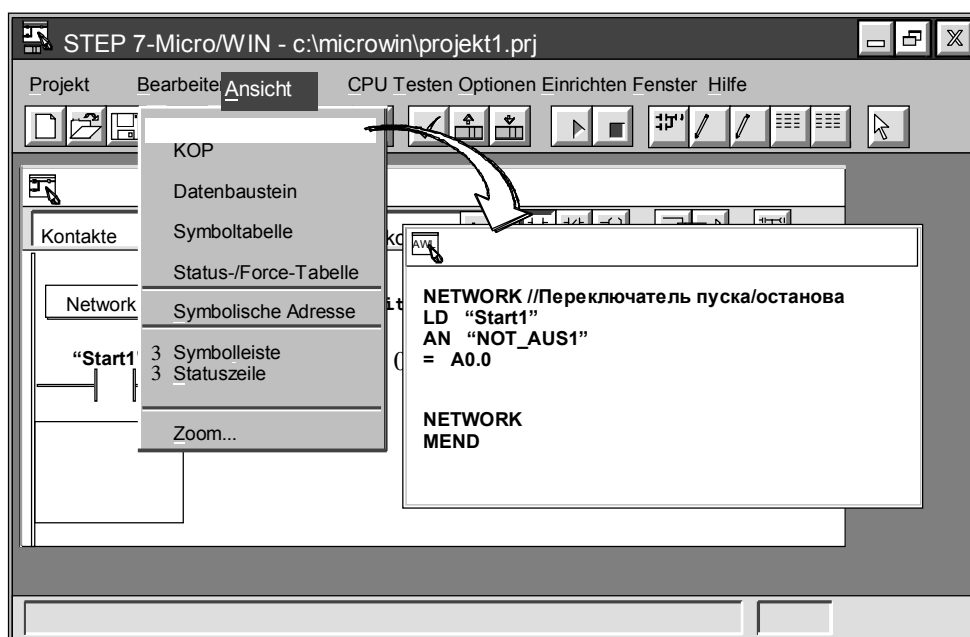 STEP 7-Micro/WIN - c:\microwin\projekt1.prj
Projekt Ansicht CPU Testen Optionen Einrichten Fenster Hilfe
KOP
Datenbaustein
Symboltabelle
Status-/Force-Tabelle
Symbolische Adresse
3 Symbolleiste
3 Statuszeile
Zoom...
Kontakte
Network
“Start1
AWL
NETWORK //Переключатель пуска/останова
LD “Start1”
AN “NOT_AUS1”
= A0.0
NETWORK
MEND